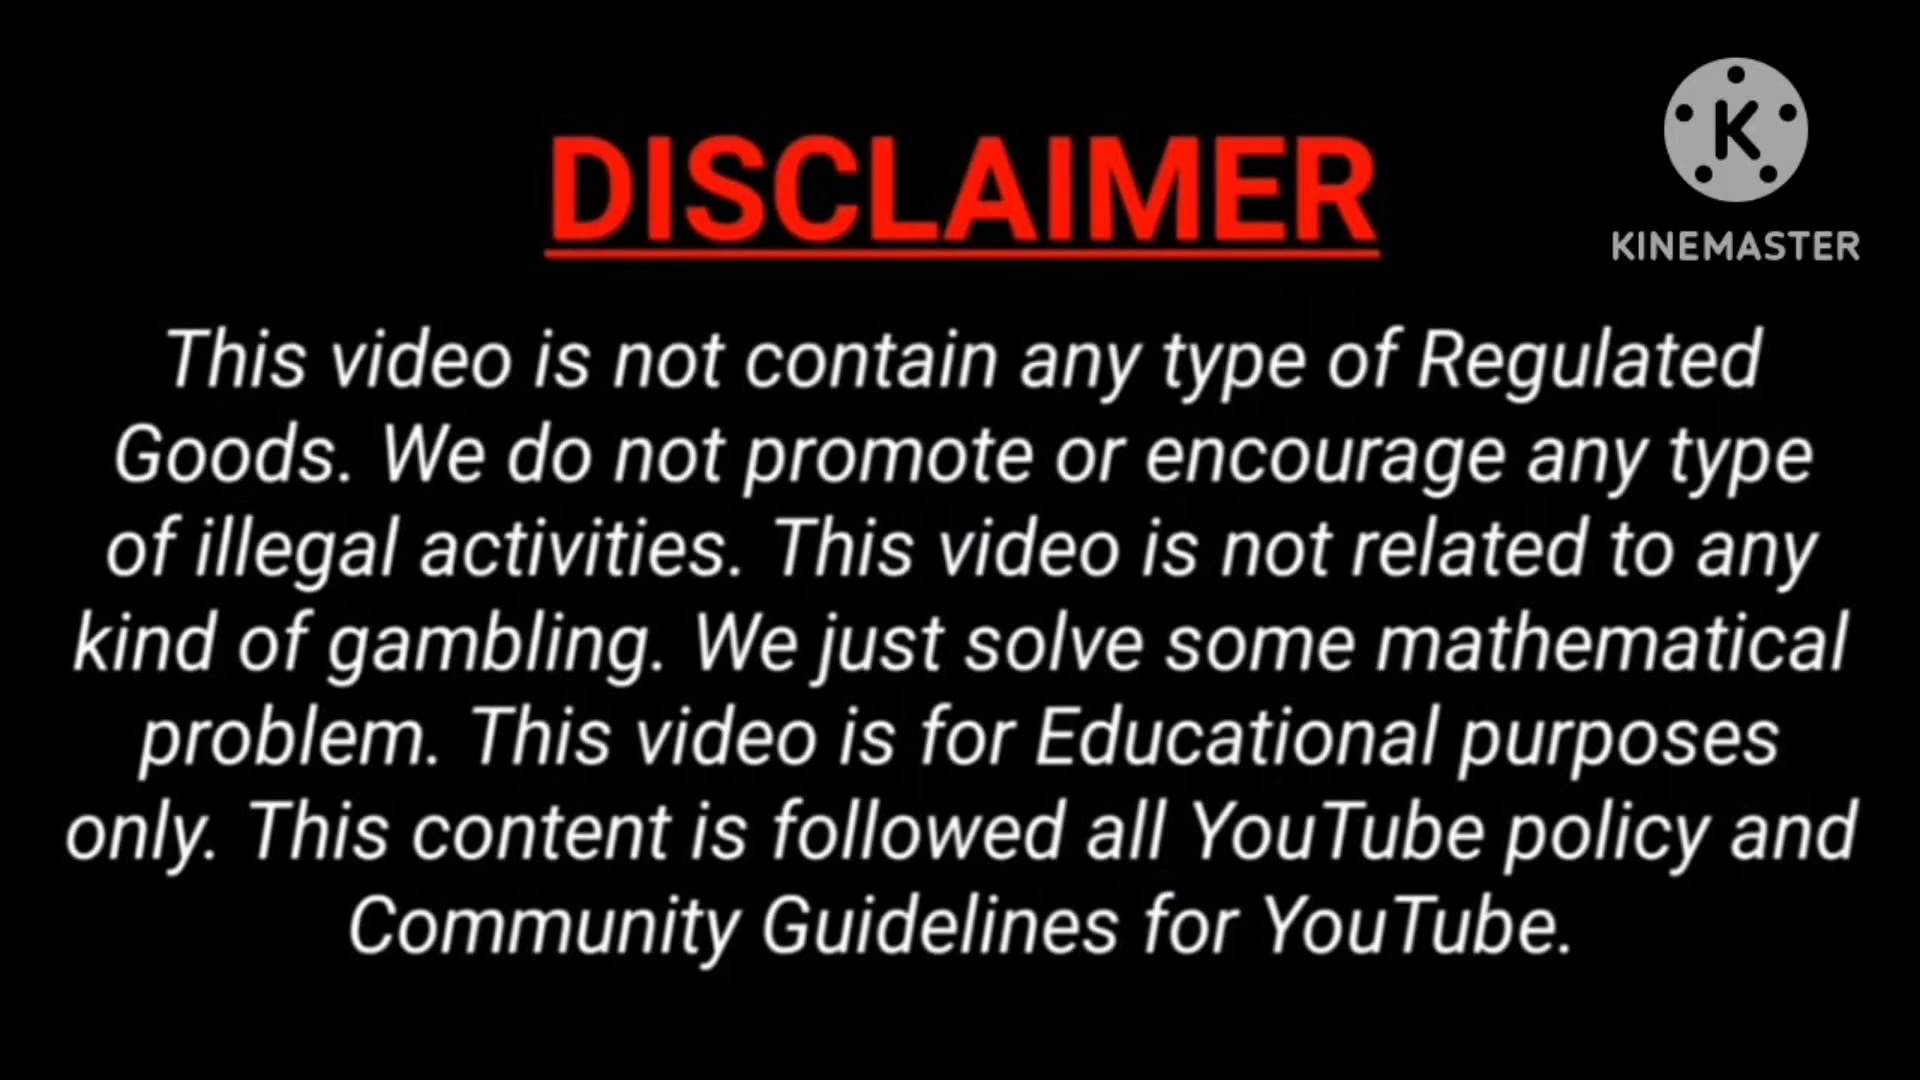 DISCLAIMER
KINEMASTER
This video is not contain any type of Regulated
Goods. We do not promote or encourage any type
of illegal activities. This video is not related to any
kind of gambling. We just solve some mathematical
problem. This video is for Educational purposes
only. This content is followed all YouTube policy and
Community Guidelines for YouTube.